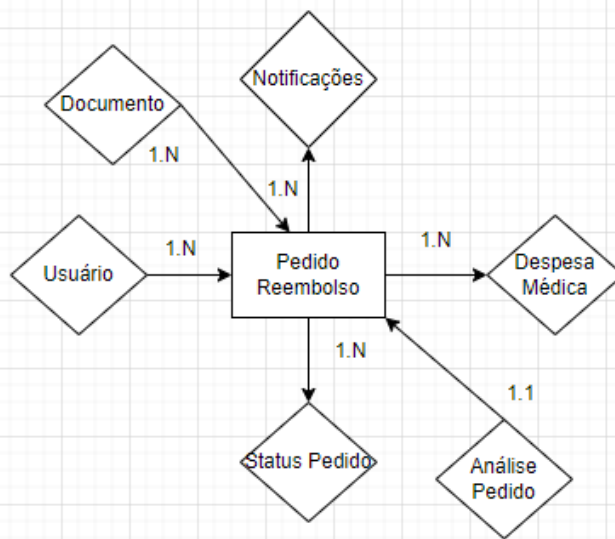 Notificações
Documento
1.N
1.N
Usuário
1.N
Pedido
Reembolso
1.N
Despesa
Médica
1.N
1.1
Status Pedido
Análise
Pedido